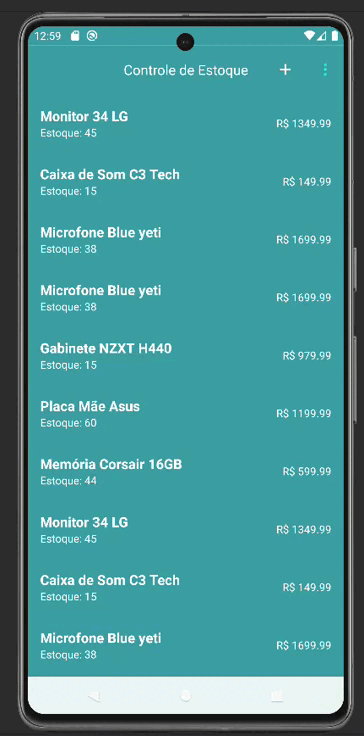 12:59
Controle de Estoque
Monitor 34 LG
R$ 1349.99
Estoque: 45
Caixa de Som C3 Tech
R$ 149.99
Estoque: 15
Microfone Blue yeti
R$ 1699.99
Estoque: 38
Microfone Blue yeti
R$ 1699.99
Estoque: 38
Gabinete NZXT H440
R$ 979.99
Estoque: 15
Placa Mãe Asus
R$ 1199.99
Estoque: 60
Memória Corsair 16GB
R$ 599.99
Estoque: 44
Monitor 34 LG
R$ 1349.99
Estoque: 45
Caixa de Som C3 Tech
R$ 149.99
Estoque: 15
Microfone Blue yeti
R$ 1699.99
Estoque: 38